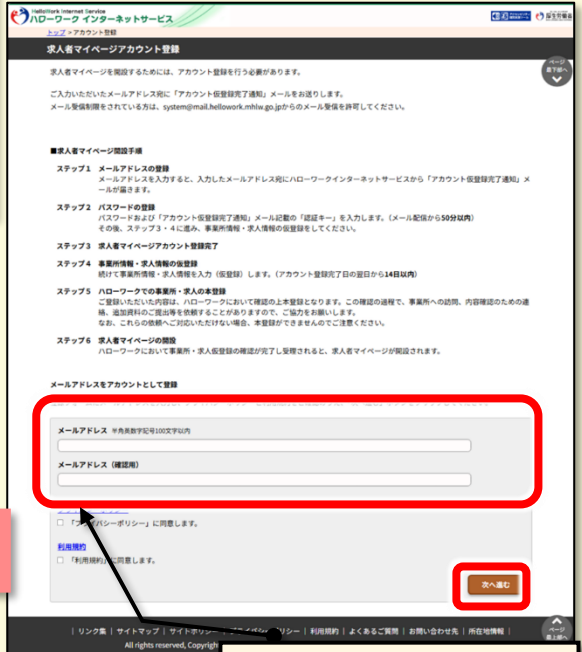 HelloWork Internet Service
ハローワーク インターネットサービス
厚生労働省
トップ > アカウント登録
求人者マイページアカウント登録
ページ
最下部へ
求人者マイページを開設するためには、アカウント登録を行う必要があります。
ご入力いただいたメールアドレス宛に「アカウント仮登録完了通知」メールをお送りします。
メール受信制限をされている方は、system@mail.hellowork.mhlw.go.jpからのメール受信を許可してください。
■求人者マイページ開設手順
ステップ1 メールアドレスの登録
メールアドレスを入力すると、入力したメールアドレス宛にハローワークインターネットサービスから「アカウント仮登録完了通知」メ
ールが届きます。
ステップ2 パスワードの登録
パスワードおよび「アカウント仮登録完了通知」メール記載の「認証キー」を入力します。（メール配信から50分以内）
その後、ステップ3・4に進み、事業所情報・求人情報の仮登録をしてください。
ステップ3 求人者マイページアカウント登録完了
ステップ4 事業所情報・求人情報の仮登録
続けて事業所情報・求人情報を入力（仮登録）します。（アカウント登録完了日の翌日から14日以内）
ステップ5 ハローワークでの事業所・求人の本登録
ご登録いただいた内容は、ハローワークにおいて確認の上本登録となります。この確認の過程で、事業所への訪問、内容確認のための連
絡、追加資料のご提出等を依頼することがありますので、ご協力をお願いします。
なお、これらの依頼へご対応いただけない場合、本登録ができませんのでご注意ください。
ステップ6 求人者マイページの開設
ハローワークにおいて事業所・求人仮登録の確認が完了し受理されると、求人者マイページが開設されます。
メールアドレスをアカウントとして登録
メールアドレス 半角英数字記号100文字以内
メールアドレス（確認用）
「プライバシーポリシー」に同意します。
利用規約
「利用規約」に同意します。
次へ進む
| リンク集 | サイトマップ | サイトポリシー | プライバシーポリシー | 利用規約 | よくあるご質問 | お問い合わせ先 | 所在地情報 |
ページ
最上部へ
All rights reserved, Copyright